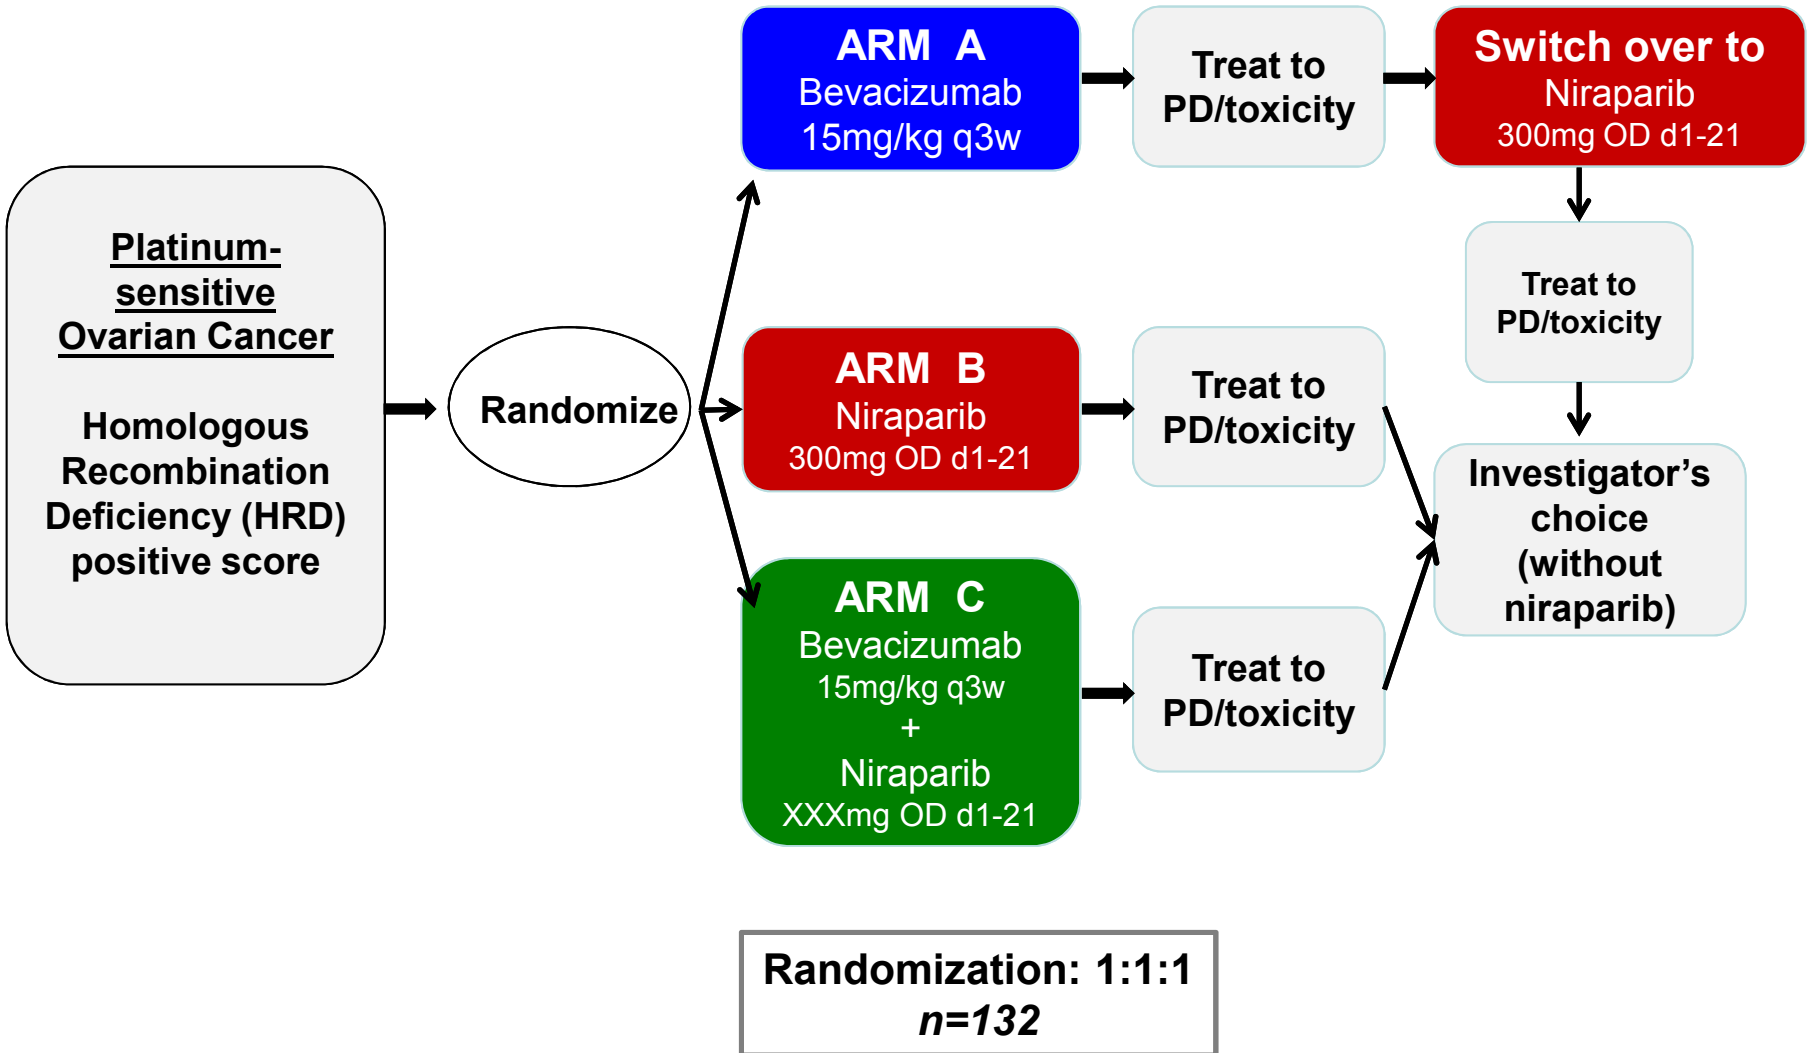 Platinum-
sensitive
Ovarian Cancer
Homologous
Recombination
Deficiency (HRD)
positive score
Randomize
ARM A
Bevacizumab
15mg/kg q3w
Treat to
PD/toxicity
Switch over to
Niraparib
300mg OD d1-21
Treat to
PD/toxicity
ARM B
Niraparib
300mg OD d1-21
Treat to
PD/toxicity
Investigator’s
choice
(without
niraparib)
ARM C
Bevacizumab
15mg/kg q3w
+
Niraparib
XXXmg OD d1-21
Treat to
PD/toxicity
Randomization: 1:1:1
n=132